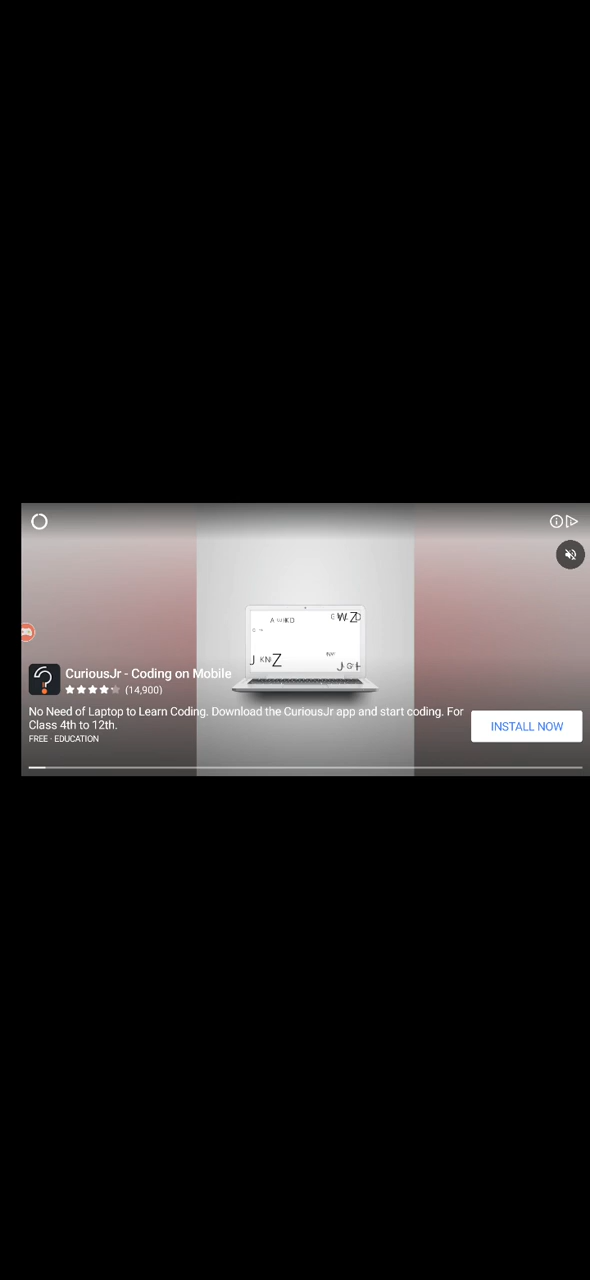 CuriousJr - Coding on Mobile
(14,900)
No Need of Laptop to Learn Coding. Download the CuriousJr app and start coding. For
Class 4th to 12th.
FREE · EDUCATION
INSTALL NOW